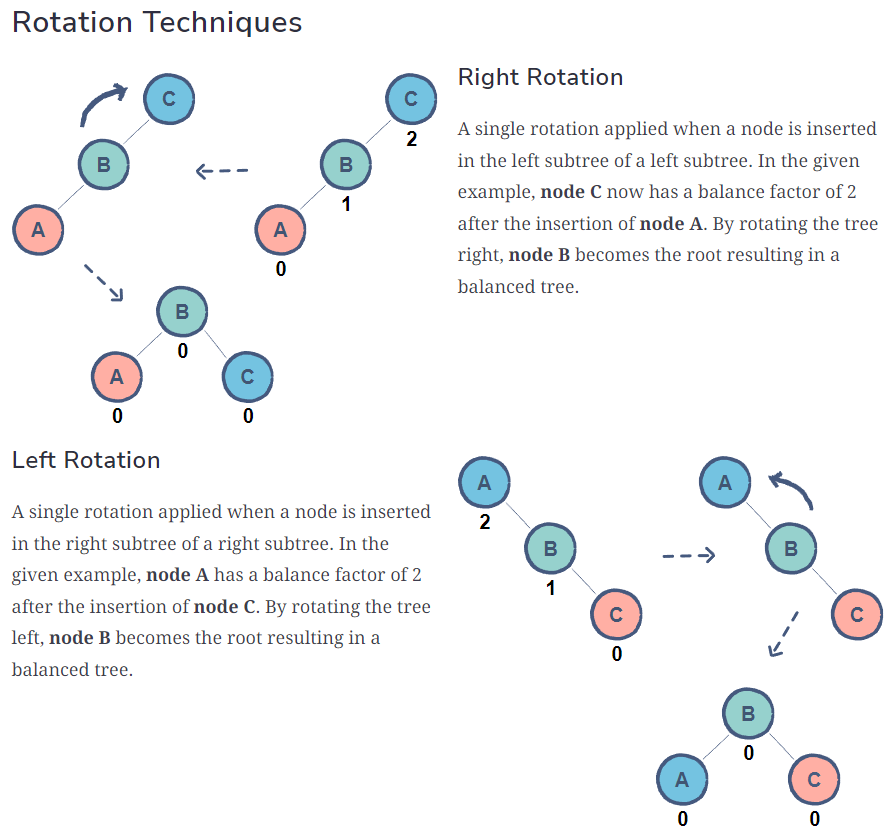 Rotation Techniques
C
B
A
C
2
B
1
A
0
B
0
A
0
C
0
Right Rotation
A single rotation applied when a node is inserted
in the left subtree of a left subtree. In the given
example, node C now has a balance factor of 2
after the insertion of node A. By rotating the tree
right, node B becomes the root resulting in a
balanced tree.
Left Rotation
A single rotation applied when a node is inserted
in the right subtree of a right subtree. In the
given example, node A has a balance factor of 2
after the insertion of node C. By rotating the tree
left, node B becomes the root resulting in a
balanced tree.
A
2
B
1
C
0
A
B
C
B
0
A
0
C
0